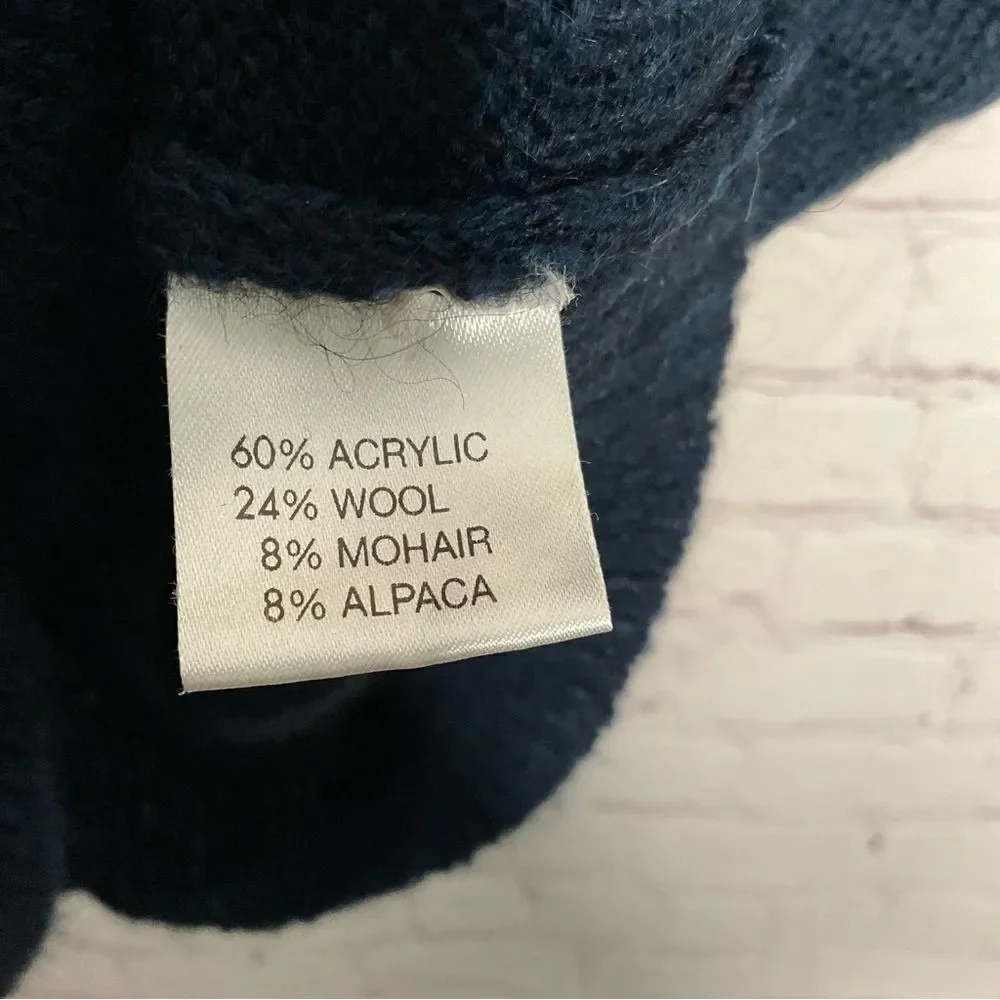 60% ACRYLIC
24% WOOL
8% MOHAIR
8% ALPACA